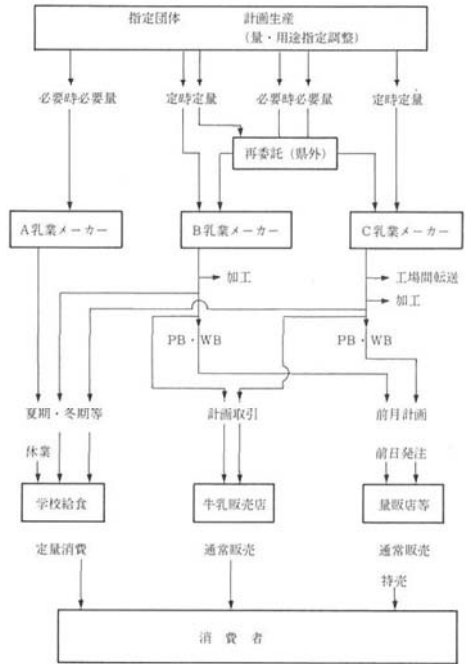 指定団体 計画生産
(量・用途指定調整)
必要時必要量 定時定量 必要時必要量 定時定量
再委託(県外)
A乳業メーカー B乳業メーカー C乳業メーカー
加工 工場間転送
加工
PB・WB PB・WB
夏期・冬期等 計画取引 前月計画
休業 前日発注
学校給食 牛乳販売店 量販店等
定量消費 通常販売 通常販売
特売
消費者